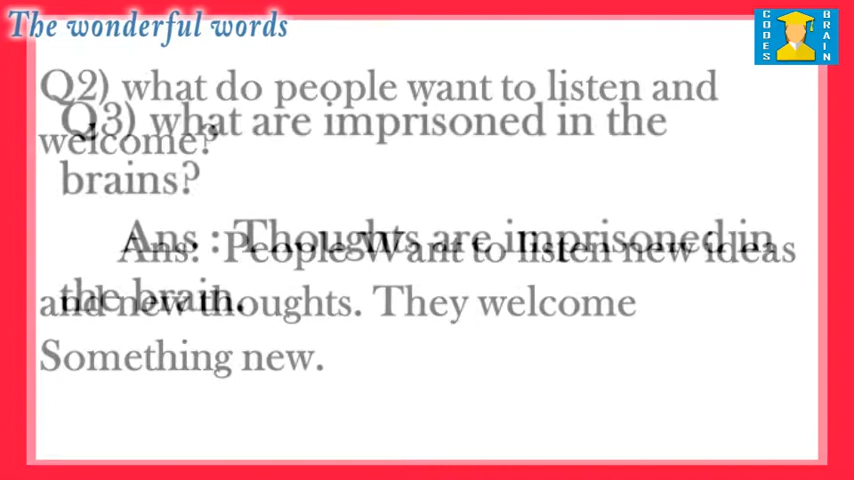 The wonderful words
CODES
BRAIN
Q2) what do people want to listen and
welcome?
Ans: People Want to listen new ideas
and new thoughts. They welcome
Something new.
Q3) what are imprisoned in the
brains?
Ans : Thoughts are imprisoned in
the brain.